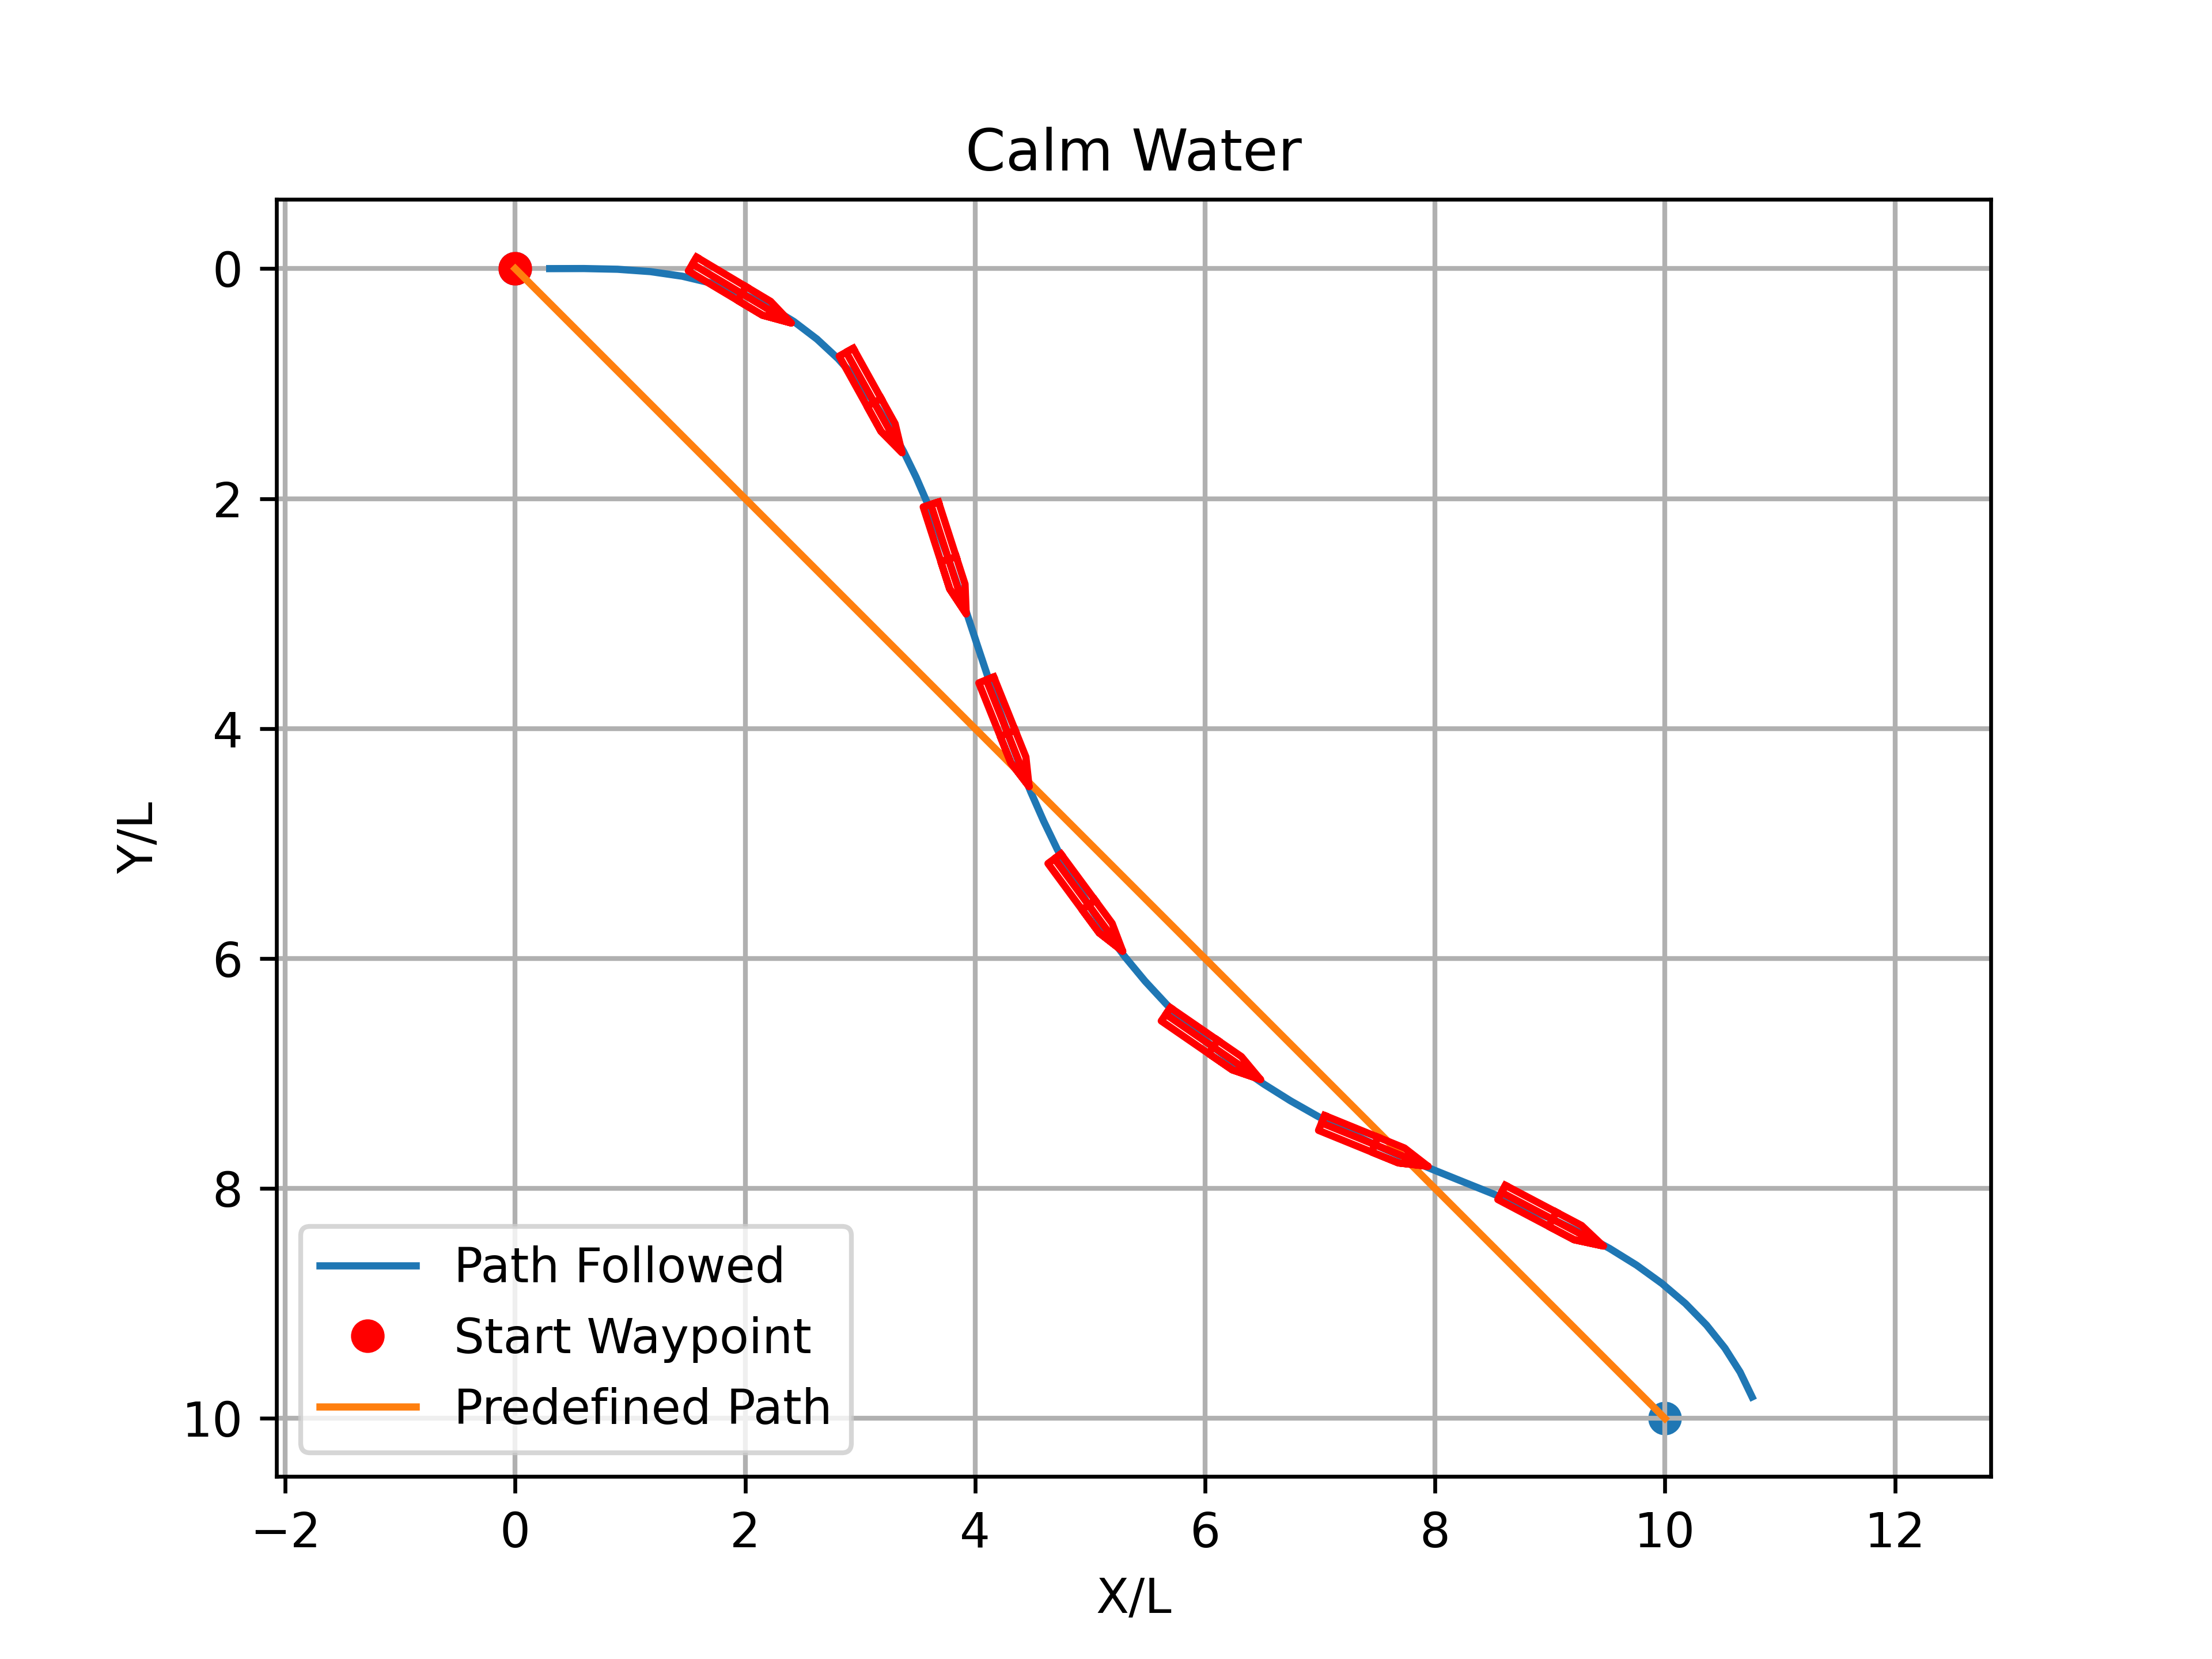 Calm Water
0
2
4
6
8
10
Y/L
Path Followed
Start Waypoint
Predefined Path
−2 0 2 4 6 8 10 12
X/L